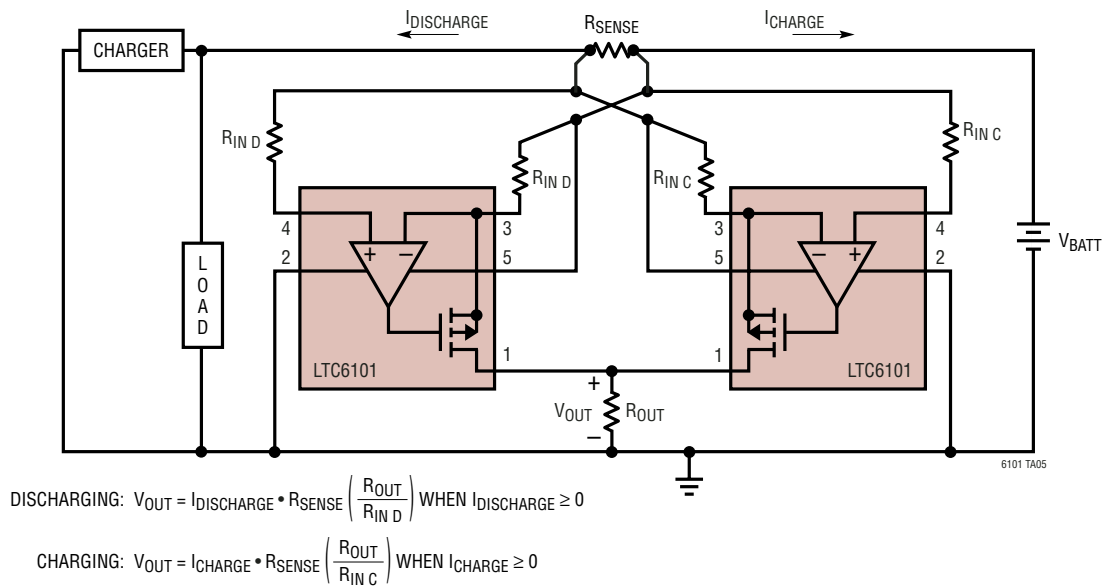 IDISCHARGE
RSENSE
ICHARGE
CHARGER
RIN D
RIN D
RIN C
RIN C
4
3
3
4
2
5
5
2
+ −
− +
VBATT
LOAD
LTC6101
1
1
LTC6101
+
VOUT
ROUT
−
6101 TA05
DISCHARGING: VOUT = IDISCHARGE • RSENSE (ROUT/RIN D) WHEN IDISCHARGE ≥ 0
CHARGING: VOUT = ICHARGE • RSENSE (ROUT/RIN C) WHEN ICHARGE ≥ 0